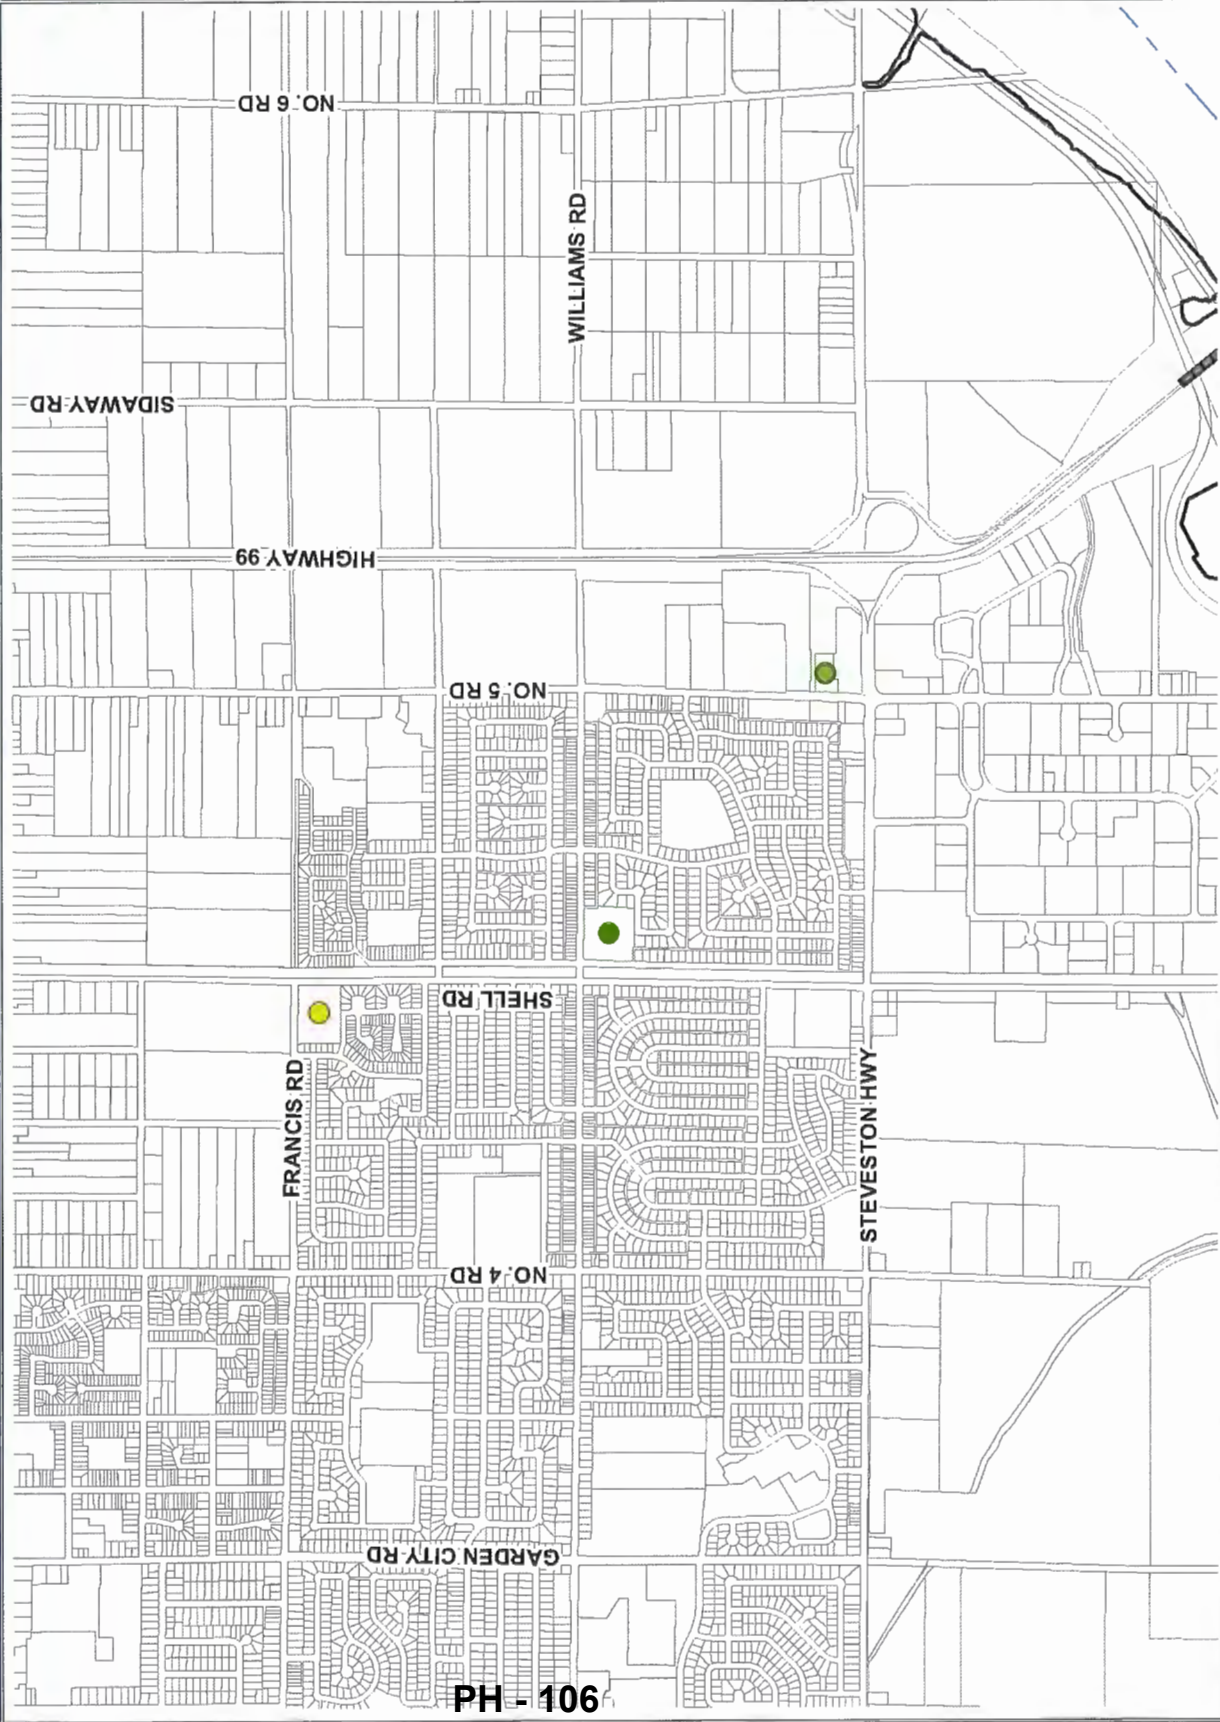 NO. 6 RD
WILLIAMS RD
SIDAWAY RD
HIGHWAY 99
NO. 5 RD
SHELL RD
FRANCIS RD
STEVESTON HWY
NO. 4 RD
GARDEN CITY RD
PH - 106